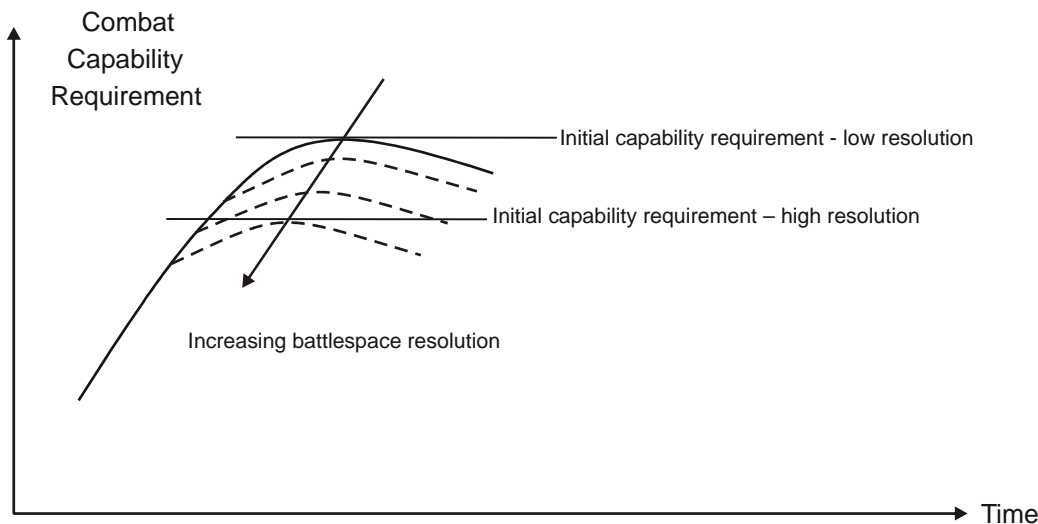 Combat
Capability
Requirement
Initial capability requirement - low resolution
Initial capability requirement – high resolution
Increasing battlespace resolution
Time